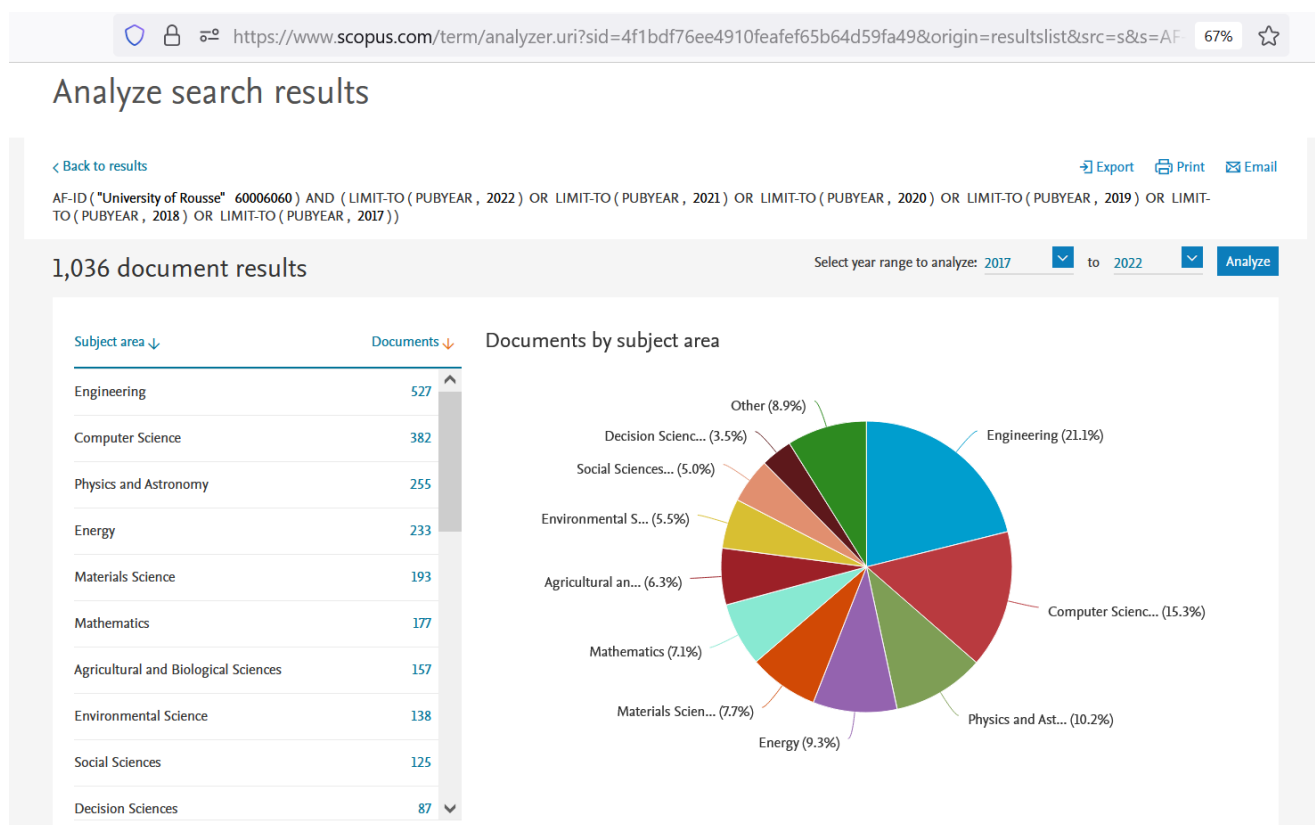 https://www.scopus.com/term/analyzer.uri?sid=4f1bdf76ee4910feafef65b64d59fa49&origin=resultslist&src=s&s=AF-
67%
Analyze search results
Back to results
Export Print Email
AF-ID ( "University of Rousse" 60006060 ) AND ( LIMIT-TO ( PUBYEAR , 2022 ) OR LIMIT-TO ( PUBYEAR , 2021 ) OR LIMIT-TO ( PUBYEAR , 2020 ) OR LIMIT-TO ( PUBYEAR , 2019 ) OR LIMIT-
TO ( PUBYEAR , 2018 ) OR LIMIT-TO ( PUBYEAR , 2017 ) )
1,036 document results
Select year range to analyze: 2017 to 2022 Analyze
Subject area Documents
Engineering 527
Computer Science 382
Physics and Astronomy 255
Energy 233
Materials Science 193
Mathematics 177
Agricultural and Biological Sciences 157
Environmental Science 138
Social Sciences 125
Decision Sciences 87
Documents by subject area
Other (8.9%)
Decision Scienc... (3.5%)
Social Sciences... (5.0%)
Environmental S... (5.5%)
Agricultural an... (6.3%)
Mathematics (7.1%)
Materials Scien... (7.7%)
Energy (9.3%)
Engineering (21.1%)
Computer Scienc... (15.3%)
Physics and Ast... (10.2%)